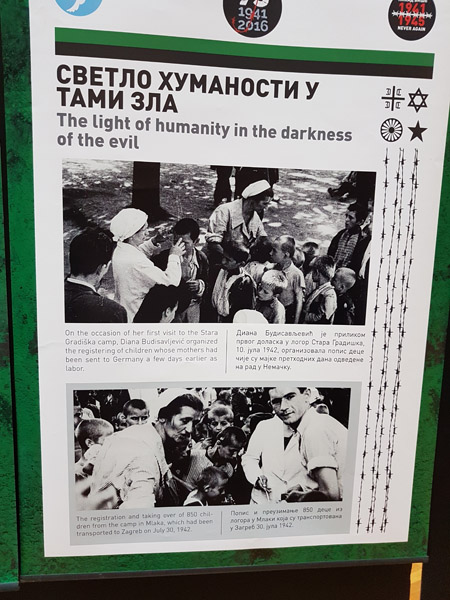 75
1941
2016
1941
1945
NEVER AGAIN
СВЕТЛО ХУМАНОСТИ У
ТАМИ ЗЛА
The light of humanity in the darkness
of the evil
On the occasion of her first visit to the Stara
Gradiška camp, Diana Budisavljević organized
the registering of children whose mothers had
been sent to Germany a few days earlier as
labor.
Диана Будисављевић је приликом
првог доласка у логор Стара Градишка,
10. јула 1942, организовала попис деце
чије су мајке претходних дана одведене
на рад у Немачку.
The registration and taking over of 850 chil-
dren from the camp in Mlaka, which had been
transported to Zagreb on July 30, 1942.
Попис и преузимање 850 деце из
логора у Млаки која су транспортована
у Загреб 30. јула 1942.